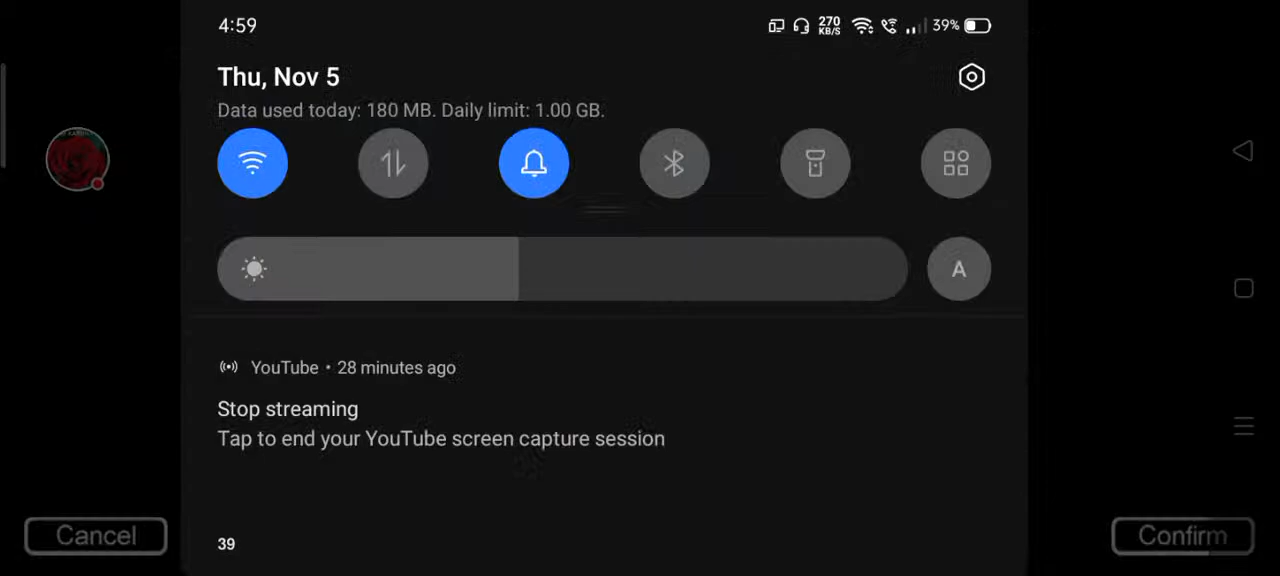 4:59
270
KB/S
39%
Thu, Nov 5
Data used today: 180 MB. Daily limit: 1.00 GB.
A
YouTube • 28 minutes ago
Stop streaming
Tap to end your YouTube screen capture session
Cancel
Confirm
39